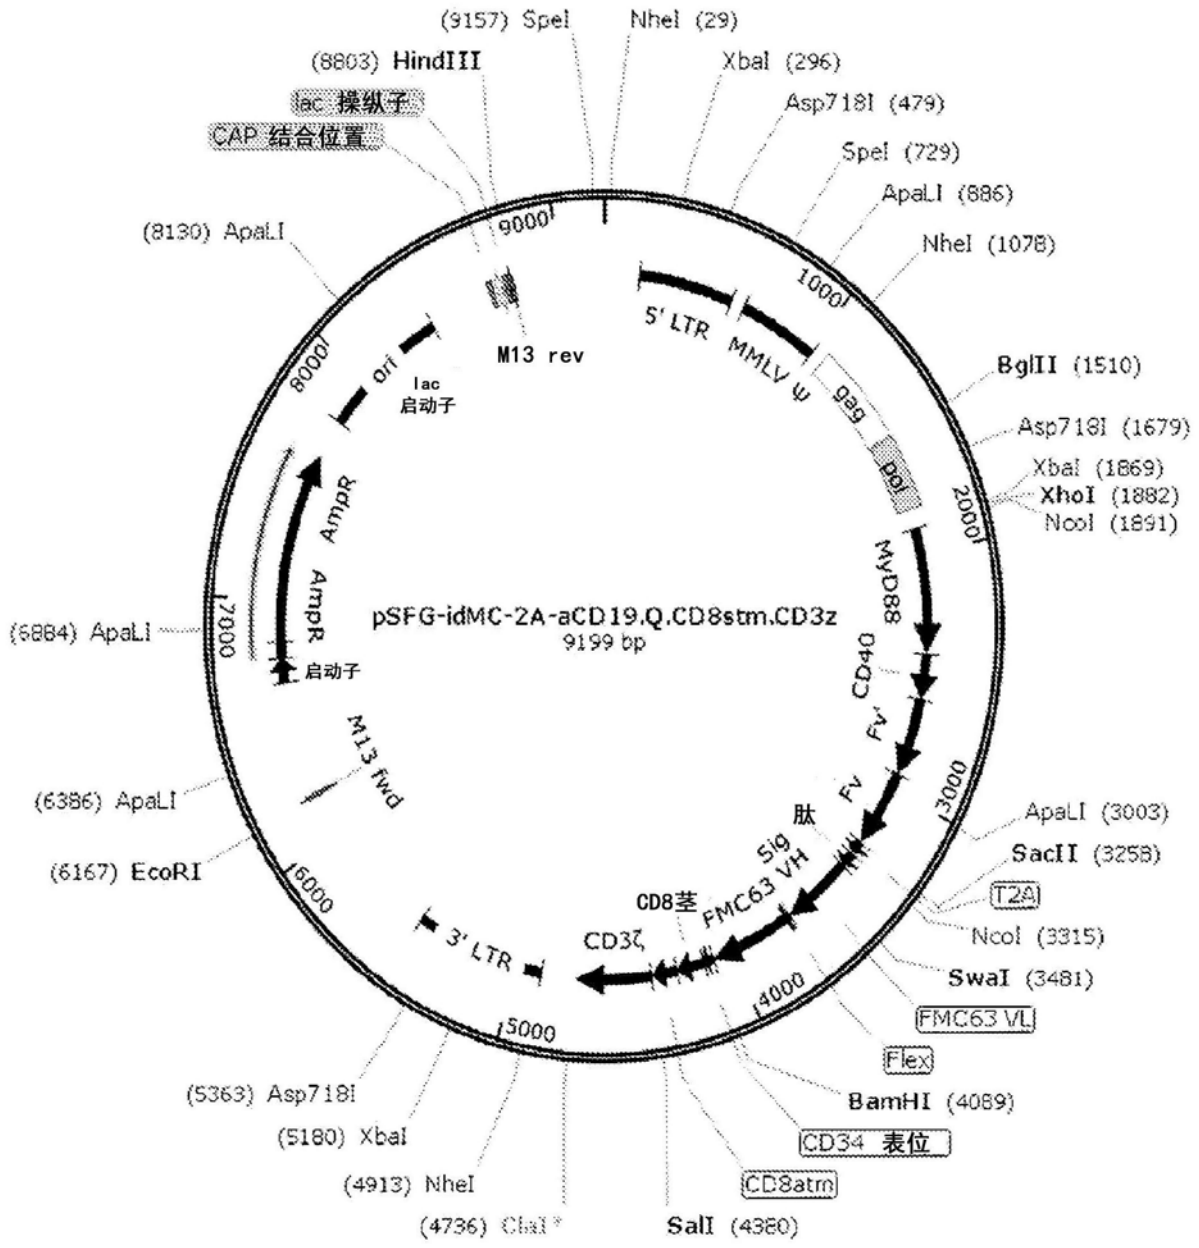 (9157) SpeI
NheI (29)
(8803) HindIII
XbaI (296)
lac 操纵子
Asp718I (479)
CAP 结合位置
SpeI (729)
ApaLI (886)
(8130) ApaLI
NheI (1078)
9000
1000
5' LTR
MMLV Ψ
M13 rev
gag
BglII (1510)
8000
ori
lac
启动子
pol
Asp718I (1679)
XbaI (1869)
XhoI (1882)
NcoI (1891)
2000
AmpR
MyD88
AmpR
启动子
pSFG-idMC-2A-aCD19.Q.CD8stm.CD3z
9199 bp
7000
(6884) ApaLI
CD40
Fv'
M13 fwd
Fv
3000
(6386) ApaLI
肽
Sig
ApaLI (3003)
SacII (3258)
(6167) EcoRI
6000
T2A
FMC63 VH
CD8茎
NcoI (3315)
CD3ζ
3' LTR
SwaI (3481)
4000
FMC63 VL
5000
Flex
(5363) Asp718I
BamHI (4089)
(5180) XbaI
CD34 表位
(4913) NheI
CD8atm
(4736) ClaI *
SalI (4380)